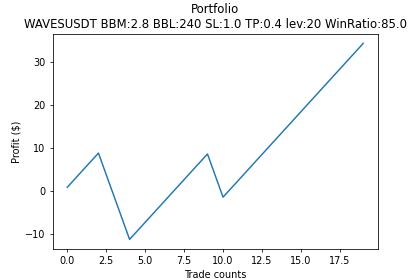 Portfolio
WAVESUSDT BBM:2.8 BBL:240 SL:1.0 TP:0.4 lev:20 WinRatio:85.0
Profit ($)
30
20
10
0
−10
0.0 2.5 5.0 7.5 10.0 12.5 15.0 17.5
Trade counts